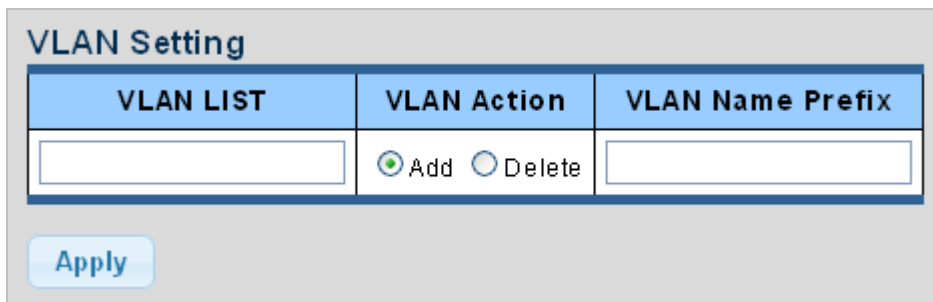 VLAN Setting
VLAN LIST VLAN Action VLAN Name Prefix
Add Delete
Apply